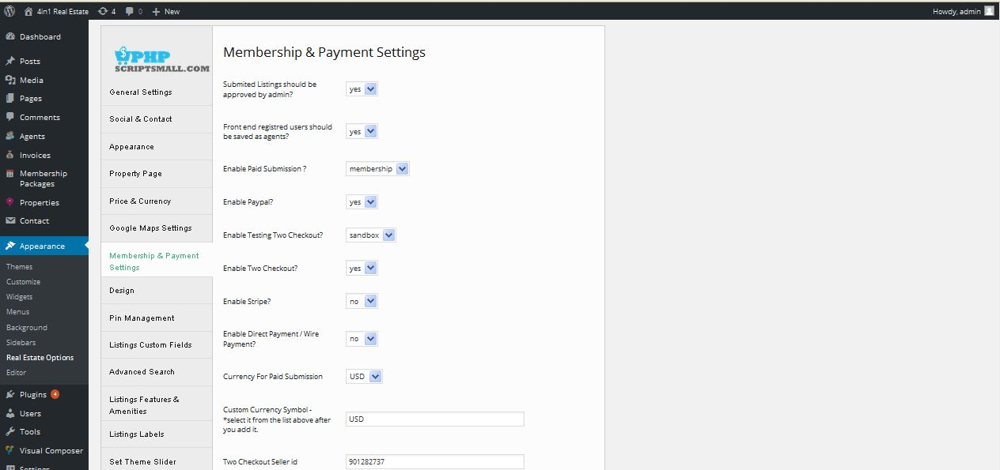 4in1 Real Estate 4 0 + New Howdy, admin
Dashboard
Posts
Media
Pages
Comments
Agents
Invoices
Membership
Packages
Properties
Contact
Appearance
Themes
Customize
Widgets
Menus
Background
Sidebars
Real Estate Options
Editor
Plugins 4
Users
Tools
Visual Composer
Settings
$PHP
SCRIPTSMALL.COM
General Settings
Social & Contact
Appearance
Property Page
Price & Currency
Google Maps Settings
Membership & Payment
Settings
Design
Pin Management
Listings Custom Fields
Advanced Search
Listings Features &
Amenities
Listings Labels
Set Theme Slider
Membership & Payment Settings
Submited Listings should be
approved by admin?
yes
Front end registred users should
be saved as agents?
yes
Enable Paid Submission ?
membership
Enable Paypal?
yes
Enable Testing Two Checkout?
sandbox
Enable Two Checkout?
yes
Enable Stripe?
no
Enable Direct Payment / Wire
Payment?
no
Currency For Paid Submission
USD
Custom Currency Symbol -
*select it from the list above after
you add it.
USD
Two Checkout Seller id
901282737